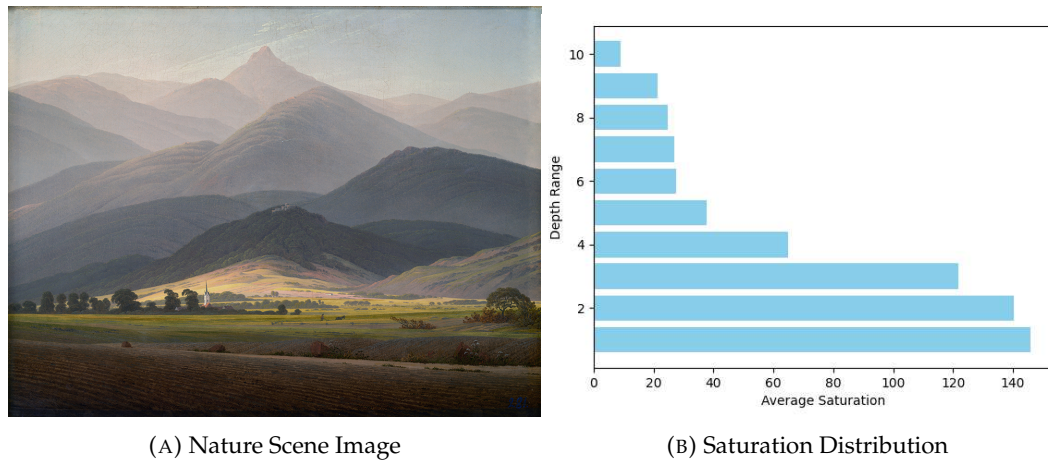 10
8
6
4
2
Depth Range
0 20 40 60 80 100 120 140
Average Saturation
(A) Nature Scene Image
(B) Saturation Distribution